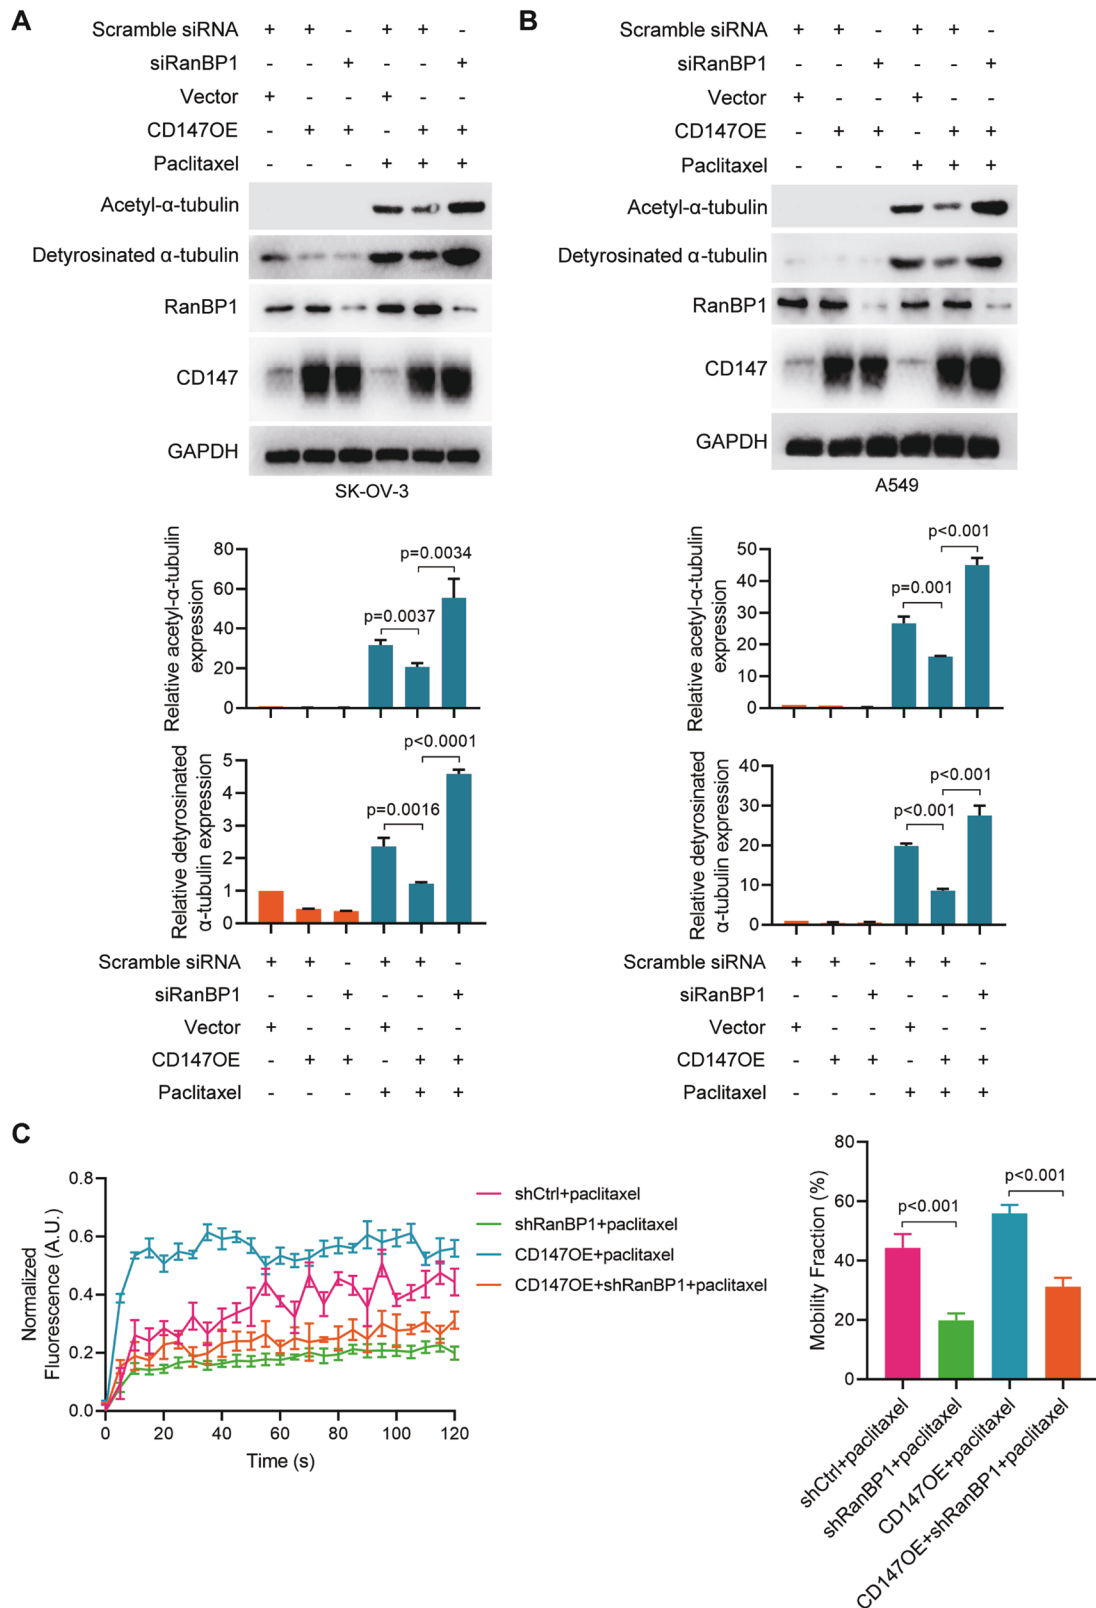 A
Scramble siRNA + + - + + -
siRanBP1 - - + - - +
Vector + - - + - -
CD147OE - + + - + +
Paclitaxel - - - + + +
Acetyl-α-tubulin
Detyrosinated α-tubulin
RanBP1
CD147
GAPDH
SK-OV-3
B
Scramble siRNA + + - + + -
siRanBP1 - - + - - +
Vector + - - + - -
CD147OE - + + - + +
Paclitaxel - - - + + +
Acetyl-α-tubulin
Detyrosinated α-tubulin
RanBP1
CD147
GAPDH
A549
Relative acetyl-α-tubulin
expression
80
60
40
20
0
p=0.0037
p=0.0034
Relative detyrosinated
α-tubulin expression
5
4
3
2
1
0
p=0.0016
p<0.0001
Scramble siRNA + + - + + -
siRanBP1 - - + - - +
Vector + - - + - -
CD147OE - + + - + +
Paclitaxel - - - + + +
Relative acetyl-α-tubulin
expression
50
40
30
20
10
0
p=0.001
p<0.001
Relative detyrosinated
α-tubulin expression
40
30
20
10
0
p<0.001
p<0.001
Scramble siRNA + + - + + -
siRanBP1 - - + - - +
Vector + - - + - -
CD147OE - + + - + +
Paclitaxel - - - + + +
C
Normalized
Fluorescence (A.U.)
0.8
0.6
0.4
0.2
0.0
0 20 40 60 80 100 120
Time (s)
shCtrl+paclitaxel
shRanBP1+paclitaxel
CD147OE+paclitaxel
CD147OE+shRanBP1+paclitaxel
Mobility Fraction (%)
80
60
40
20
0
p<0.001
p<0.001
shCtrl+paclitaxel
shRanBP1+paclitaxel
CD147OE+paclitaxel
CD147OE+shRanBP1+paclitaxel